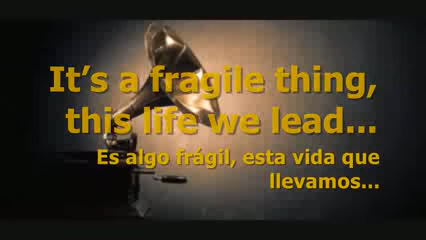 It’s a fragile thing,
this life we lead...
Es algo frágil, esta vida que
llevamos...